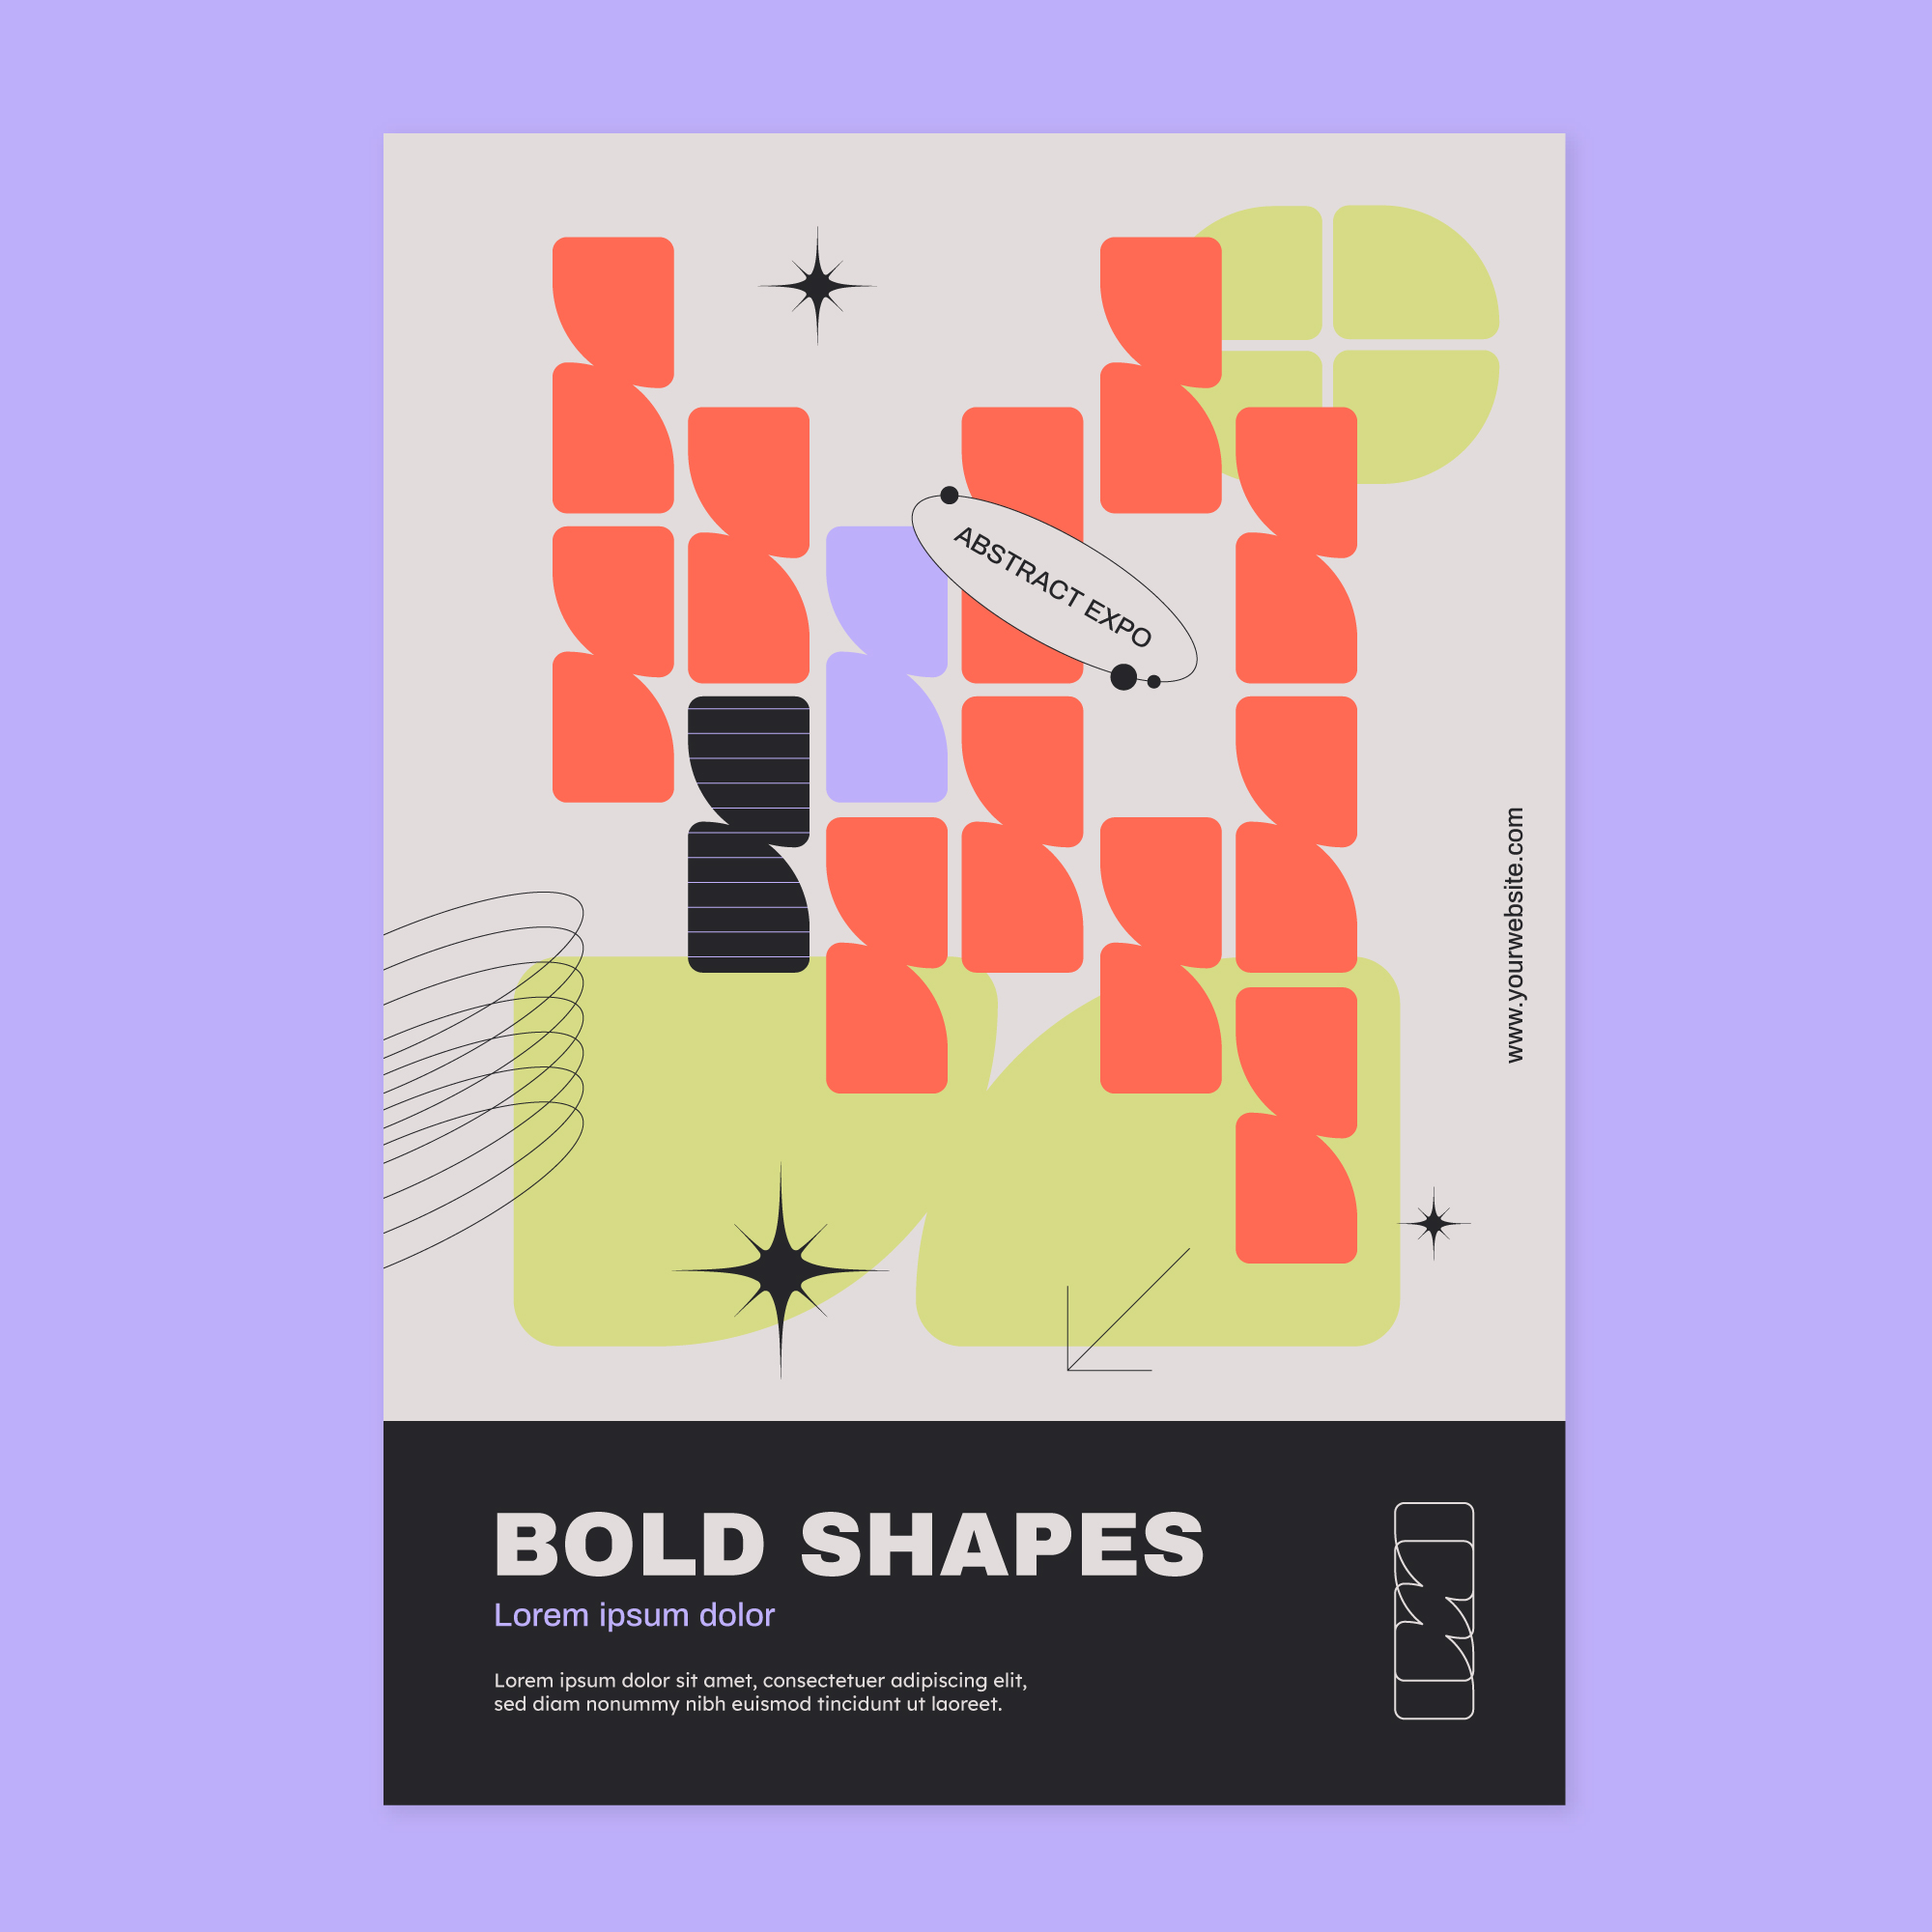 ABSTRACT EXPO
www.yourwebsite.com
BOLD SHAPES
Lorem ipsum dolor
Lorem ipsum dolor sit amet, consectetuer adipiscing elit,
sed diam nonummy nibh euismod tincidunt ut laoreet.